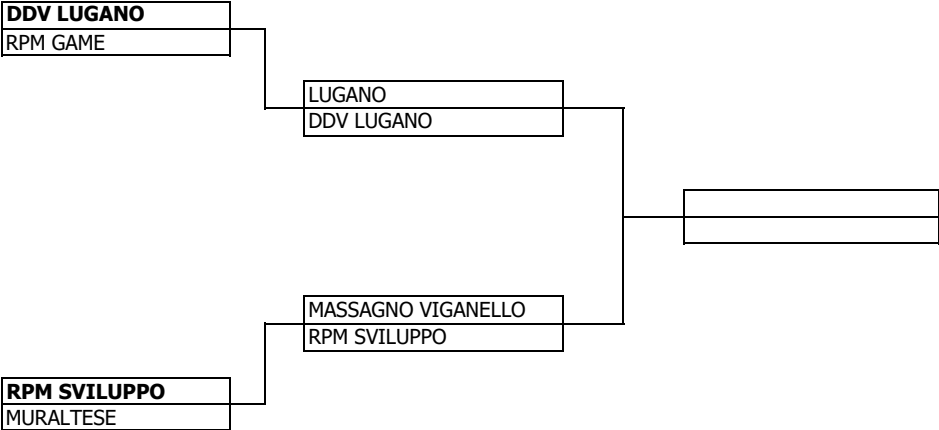 DDV LUGANO
RPM GAME
LUGANO
DDV LUGANO
MASSAGNO VIGANELLO
RPM SVILUPPO
RPM SVILUPPO
MURALTESE